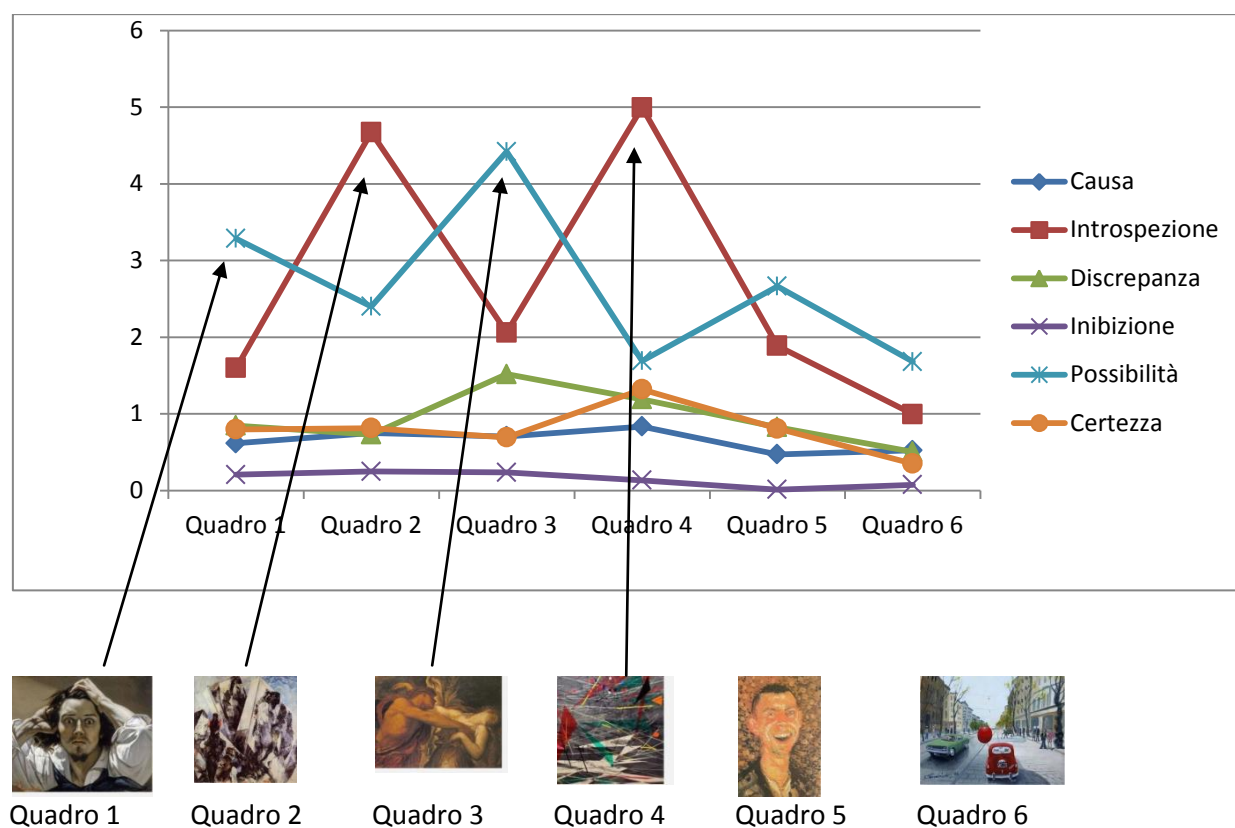 6
5
4
3
2
1
0
Quadro 1 Quadro 2 Quadro 3 Quadro 4 Quadro 5 Quadro 6
Causa
Introspezione
Discrepanza
Inibizione
Possibilità
Certezza
Quadro 1 Quadro 2 Quadro 3 Quadro 4 Quadro 5 Quadro 6